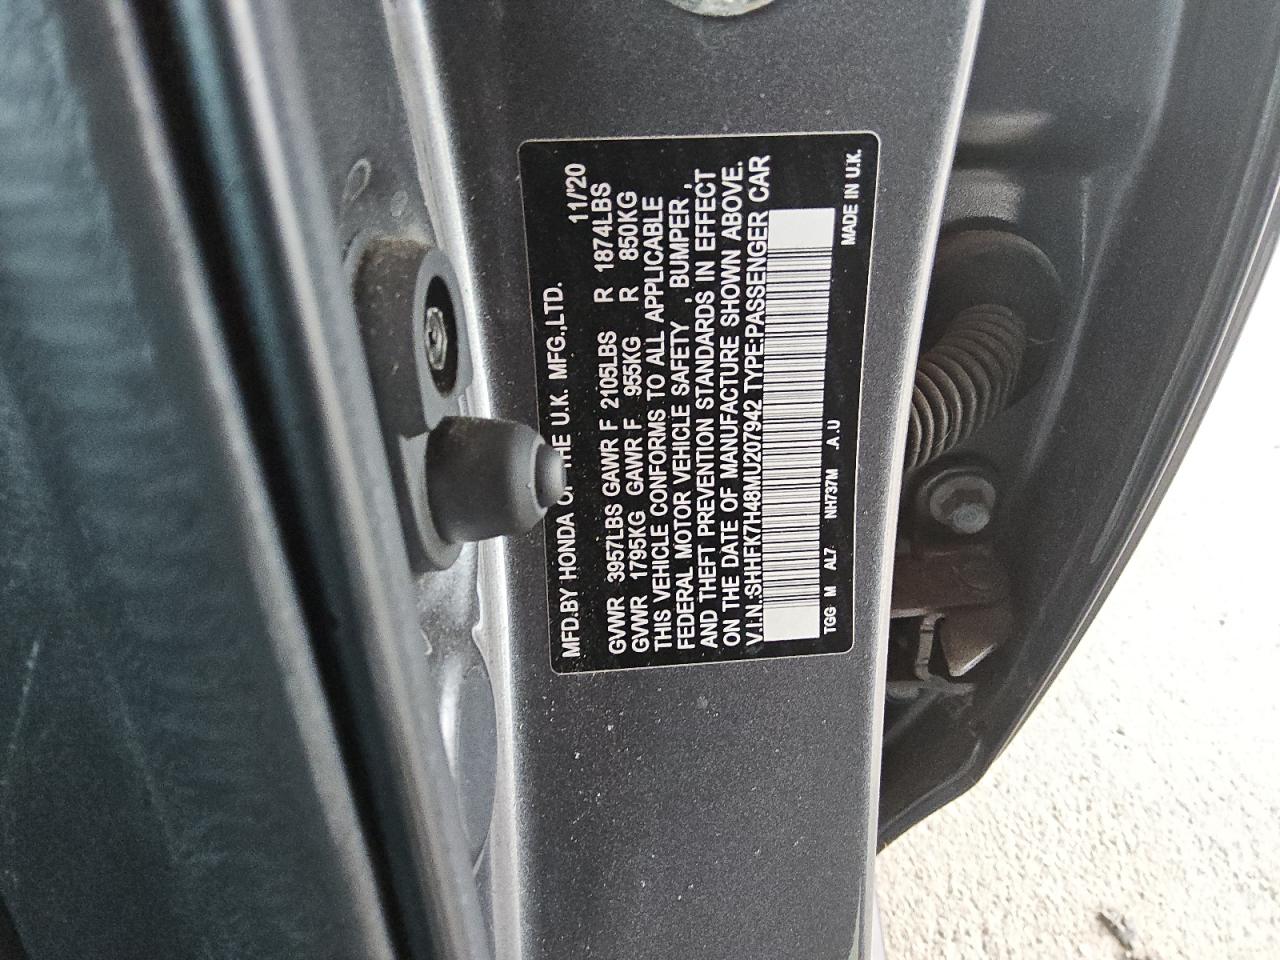 MFD.BY HONDA OF THE U.K. MFG.,LTD. 11/'20
GVWR 3957LBS GAWR F 2105LBS R 1874LBS
GVWR 1795KG GAWR F 955KG R 850KG
THIS VEHICLE CONFORMS TO ALL APPLICABLE
FEDERAL MOTOR VEHICLE SAFETY , BUMPER ,
AND THEFT PREVENTION STANDARDS IN EFFECT
ON THE DATE OF MANUFACTURE SHOWN ABOVE.
V.I.N.:SHHFK7H48MU207942 TYPE:PASSENGER CAR
TGG M AL7 NH737M .A.U MADE IN U.K.